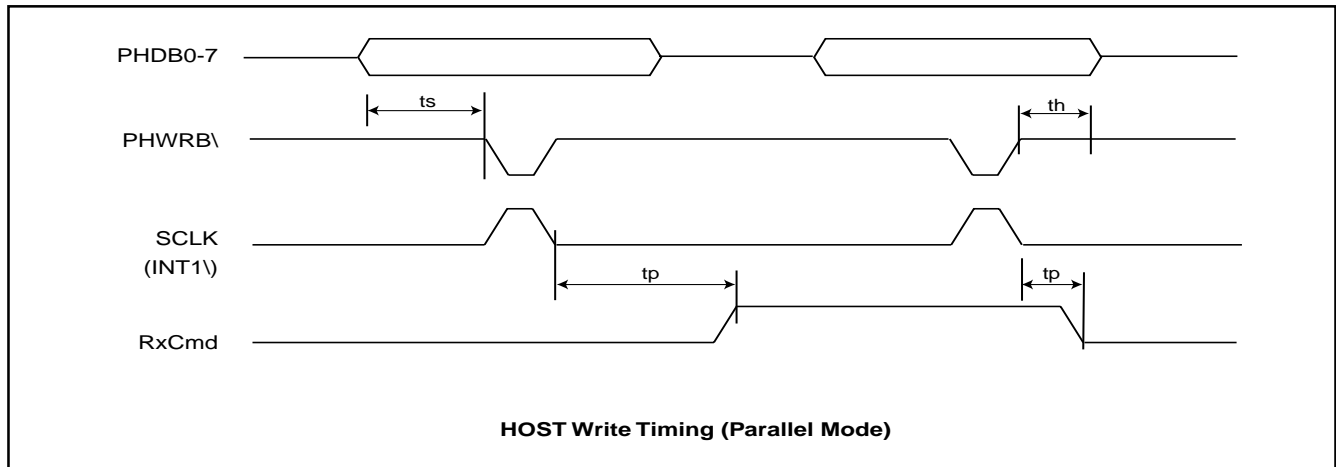 PHDB0-7
ts
th
PHWRB\
SCLK
(INT1\)
tp
tp
RxCmd
HOST Write Timing (Parallel Mode)